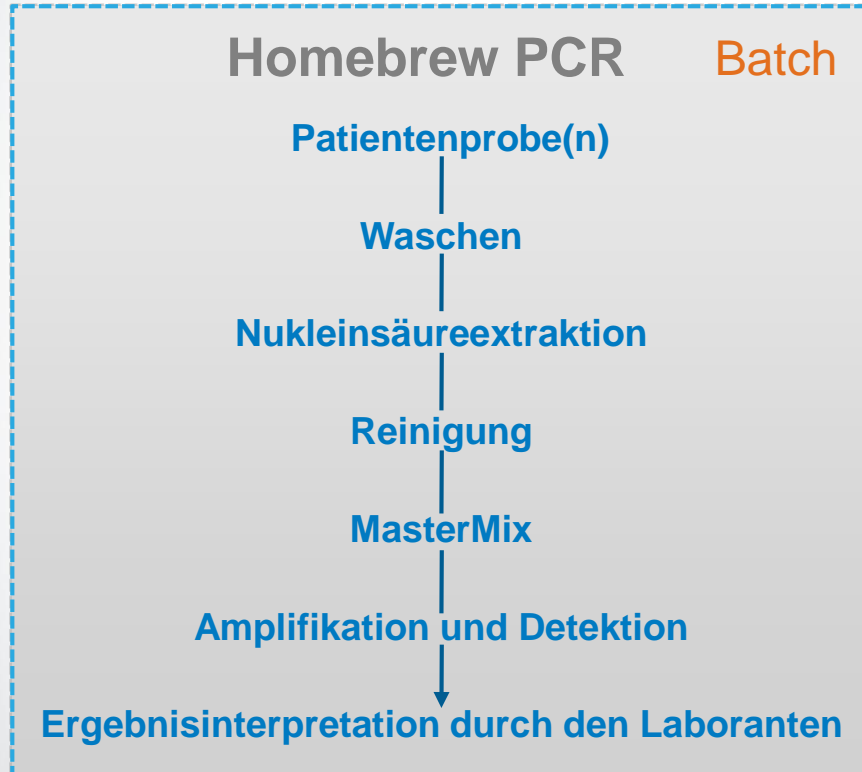 Homebrew PCR Batch
Patientenprobe(n)
Waschen
Nukleinsäureextraktion
Reinigung
MasterMix
Amplifikation und Detektion
Ergebnisinterpretation durch den Laboranten